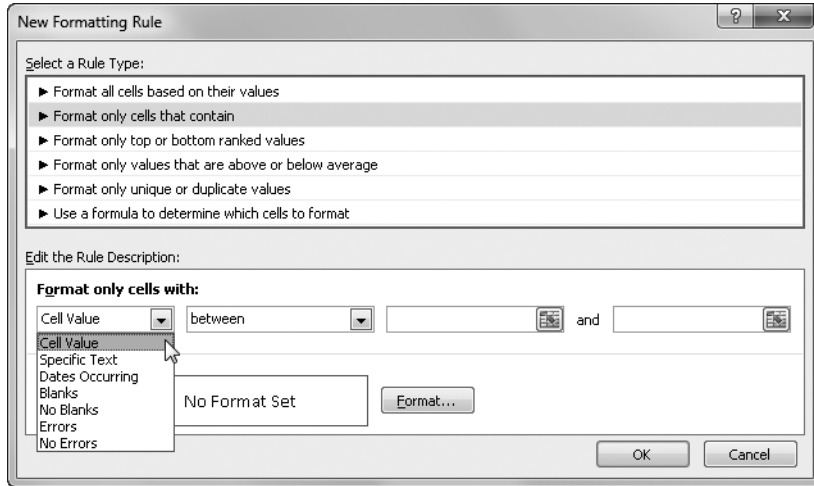 New Formatting Rule
Select a Rule Type:
► Format all cells based on their values
► Format only cells that contain
► Format only top or bottom ranked values
► Format only values that are above or below average
► Format only unique or duplicate values
► Use a formula to determine which cells to format
Edit the Rule Description:
Format only cells with:
Cell Value between and
Cell Value
Specific Text
Dates Occurring
Blanks
No Blanks
Errors
No Errors
No Format Set Format...
OK Cancel